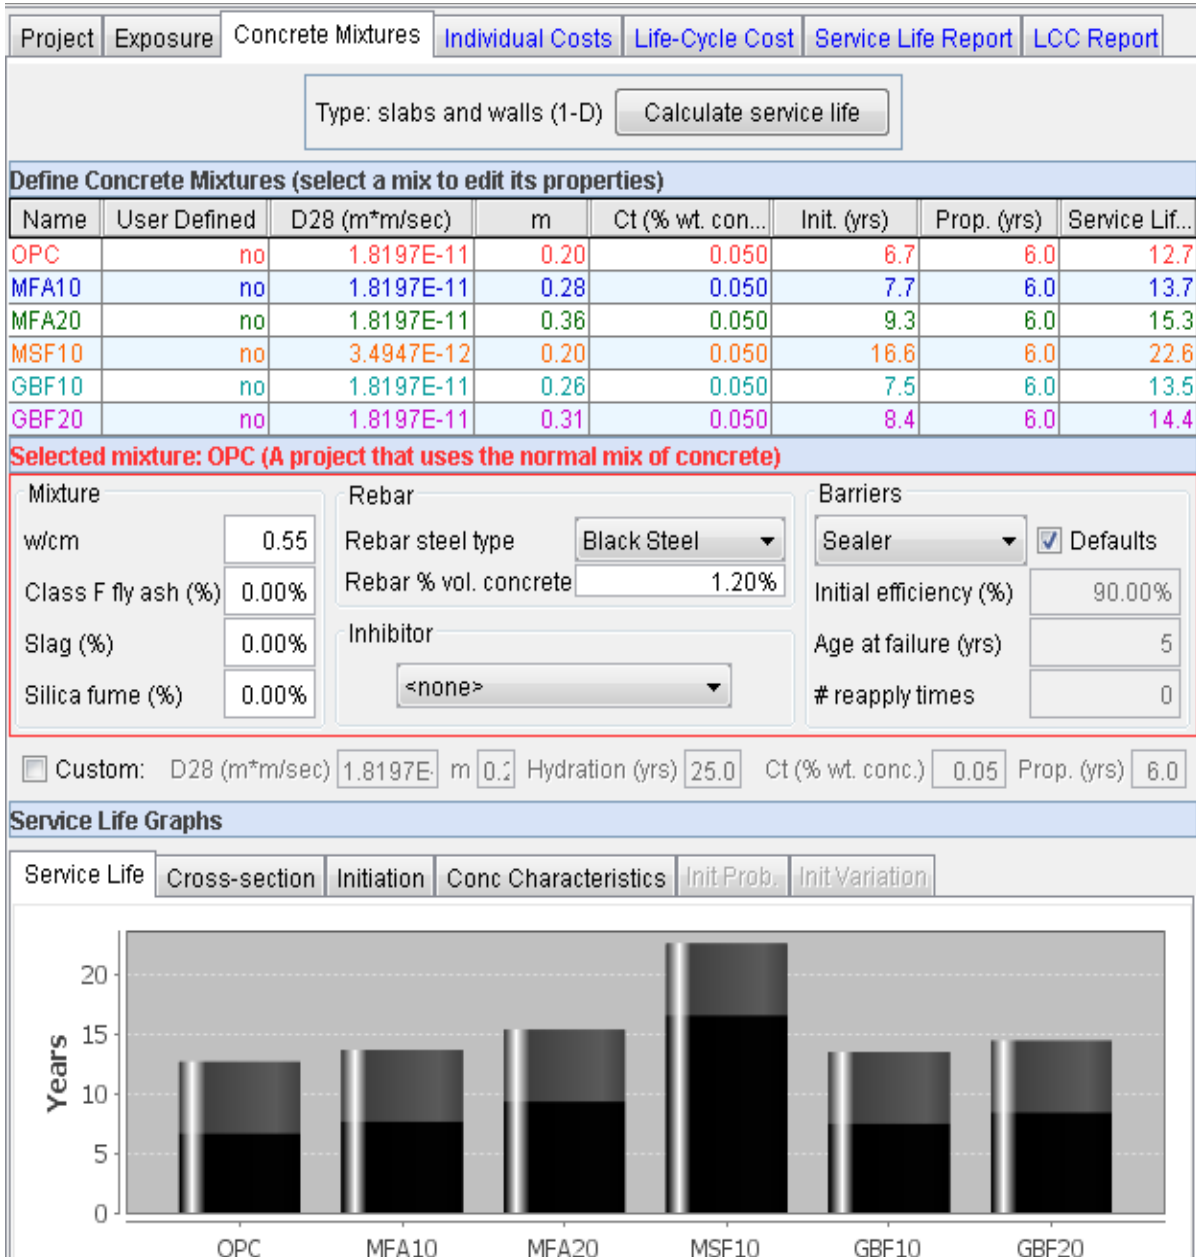 Project Exposure Concrete Mixtures Individual Costs Life-Cycle Cost Service Life Report LCC Report
Type: slabs and walls (1-D) Calculate service life
Define Concrete Mixtures (select a mix to edit its properties)
Name User Defined D28 (m*m/sec) m Ct (% wt. con... Init. (yrs) Prop. (yrs) Service Lif...
OPC no 1.8197E-11 0.20 0.050 6.7 6.0 12.7
MFA10 no 1.8197E-11 0.28 0.050 7.7 6.0 13.7
MFA20 no 1.8197E-11 0.36 0.050 9.3 6.0 15.3
MSF10 no 3.4947E-12 0.20 0.050 16.6 6.0 22.6
GBF10 no 1.8197E-11 0.26 0.050 7.5 6.0 13.5
GBF20 no 1.8197E-11 0.31 0.050 8.4 6.0 14.4
Selected mixture: OPC (A project that uses the normal mix of concrete)
Mixture Rebar Barriers
w/cm 0.55 Rebar steel type Black Steel Sealer Defaults
Class F fly ash (%) 0.00% Rebar % vol. concrete 1.20% Initial efficiency (%) 90.00%
Slag (%) 0.00% Inhibitor Age at failure (yrs) 5
Silica fume (%) 0.00% <none> # reapply times 0
Custom: D28 (m*m/sec) 1.8197E- m 0.2 Hydration (yrs) 25.0 Ct (% wt. conc.) 0.05 Prop. (yrs) 6.0
Service Life Graphs
Service Life Cross-section Initiation Conc Characteristics Init Prob. Init Variation
Years
20
15
10
5
0
OPC MFA10 MFA20 MSF10 GBF10 GBF20